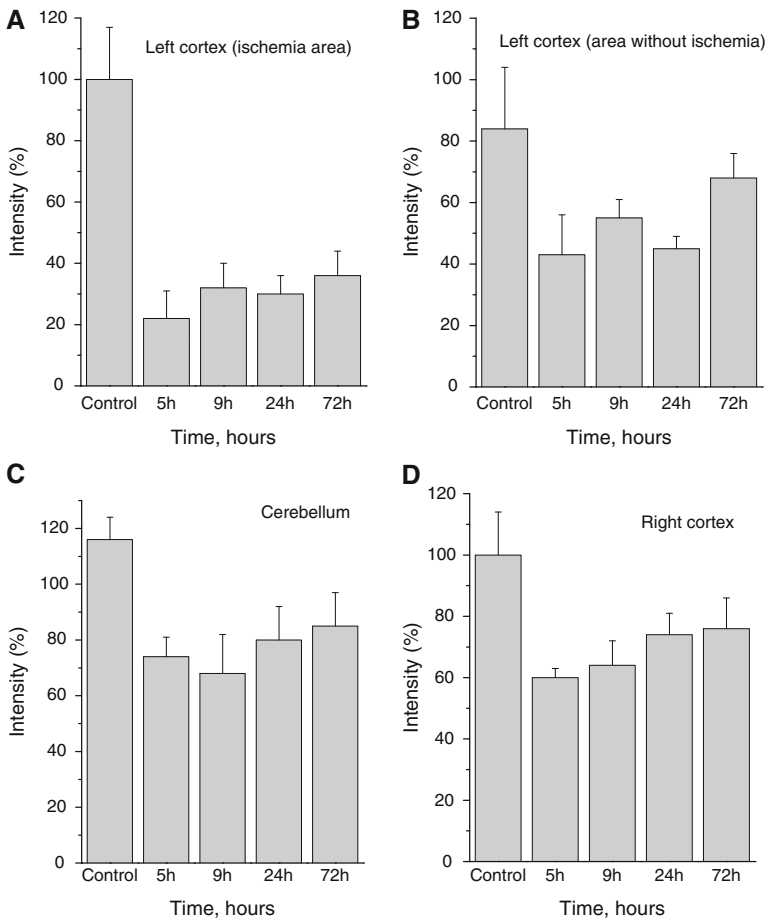 A
Left cortex (ischemia area)
Intensity (%)
120
100
80
60
40
20
0
Control 5h 9h 24h 72h
Time, hours
B
Left cortex (area without ischemia)
Intensity (%)
120
100
80
60
40
20
0
Control 5h 9h 24h 72h
Time, hours
C
Cerebellum
Intensity (%)
120
100
80
60
40
20
0
Control 5h 9h 24h 72h
Time, hours
D
Right cortex
Intensity (%)
120
100
80
60
40
20
0
Control 5h 9h 24h 72h
Time, hours